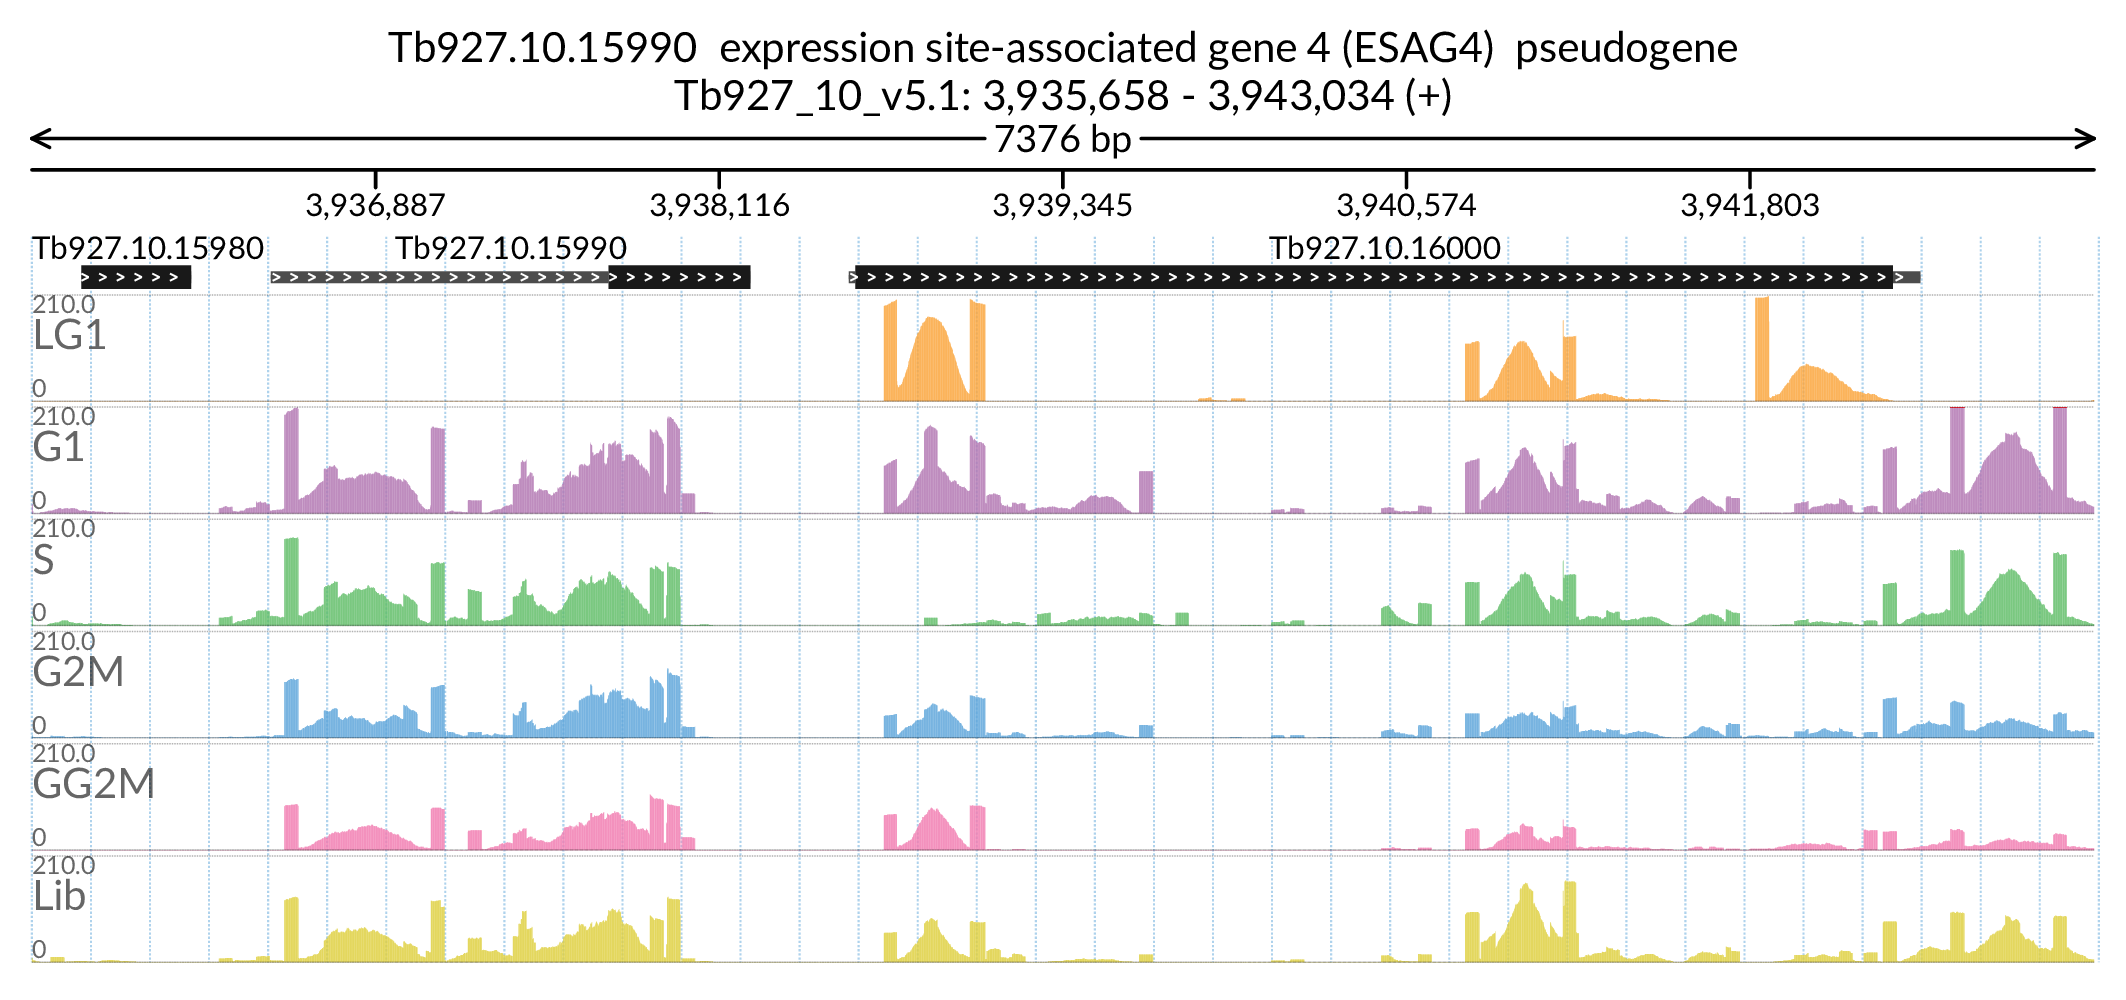 Tb927.10.15990  expression site-associated gene 4 (ESAG4)  pseudogene
Tb927_10_v5.1: 3,935,658 - 3,943,034 (+)
7376 bp
3,936,887 3,938,116 3,939,345 3,940,574 3,941,803
Tb927.10.15980 Tb927.10.15990 Tb927.10.16000
210.0
LG1
0
210.0
G1
0
210.0
S
0
210.0
G2M
0
210.0
GG2M
0
210.0
Lib
0